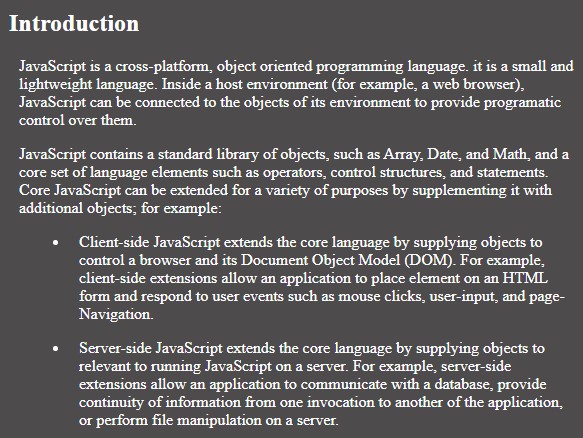 Introduction
JavaScript is a cross-platform, object oriented programming language. it is a small and
lightweight language. Inside a host environment (for example, a web browser),
JavaScript can be connected to the objects of its environment to provide programatic
control over them.
JavaScript contains a standard library of objects, such as Array, Date, and Math, and a
core set of language elements such as operators, control structures, and statements.
Core JavaScript can be extended for a variety of purposes by supplementing it with
additional objects; for example:
• Client-side JavaScript extends the core language by supplying objects to
control a browser and its Document Object Model (DOM). For example,
client-side extensions allow an application to place element on an HTML
form and respond to user events such as mouse clicks, user-input, and page-
Navigation.
• Server-side JavaScript extends the core language by supplying objects to
relevant to running JavaScript on a server. For example, server-side
extensions allow an application to communicate with a database, provide
continuity of information from one invocation to another of the application,
or perform file manipulation on a server.